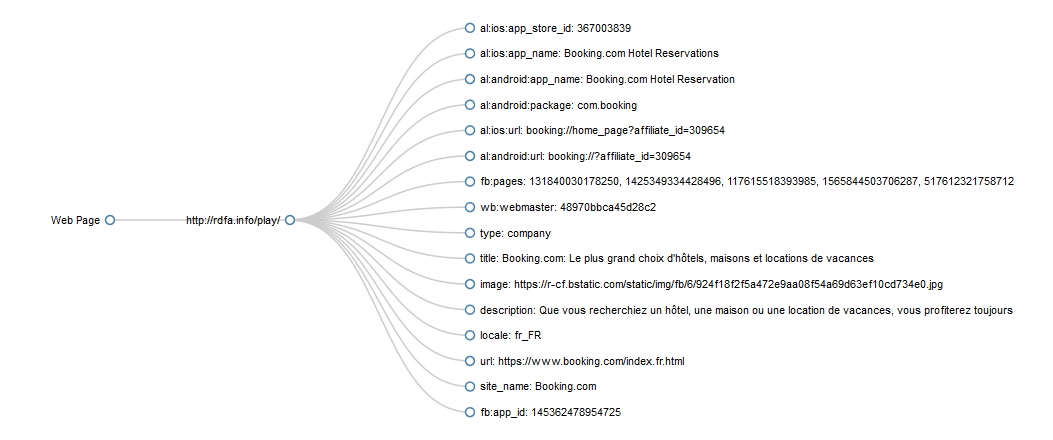 Web Page
http://rdfa.info/play/
al:ios:app_store_id: 367003839
al:ios:app_name: Booking.com Hotel Reservations
al:android:app_name: Booking.com Hotel Reservation
al:android:package: com.booking
al:ios:url: booking://home_page?affiliate_id=309654
al:android:url: booking://?affiliate_id=309654
fb:pages: 131840030178250, 1425349334428496, 117615518393985, 1565844503706287, 517612321758712
wb:webmaster: 48970bbca45d28c2
type: company
title: Booking.com: Le plus grand choix d'hôtels, maisons et locations de vacances
image: https://r-cf.bstatic.com/static/img/fb/6/924f18f2f5a472e9aa08f54a69d63ef10cd734e0.jpg
description: Que vous recherchiez un hôtel, une maison ou une location de vacances, vous profiterez toujours
locale: fr_FR
url: https://www.booking.com/index.fr.html
site_name: Booking.com
fb:app_id: 145362478954725